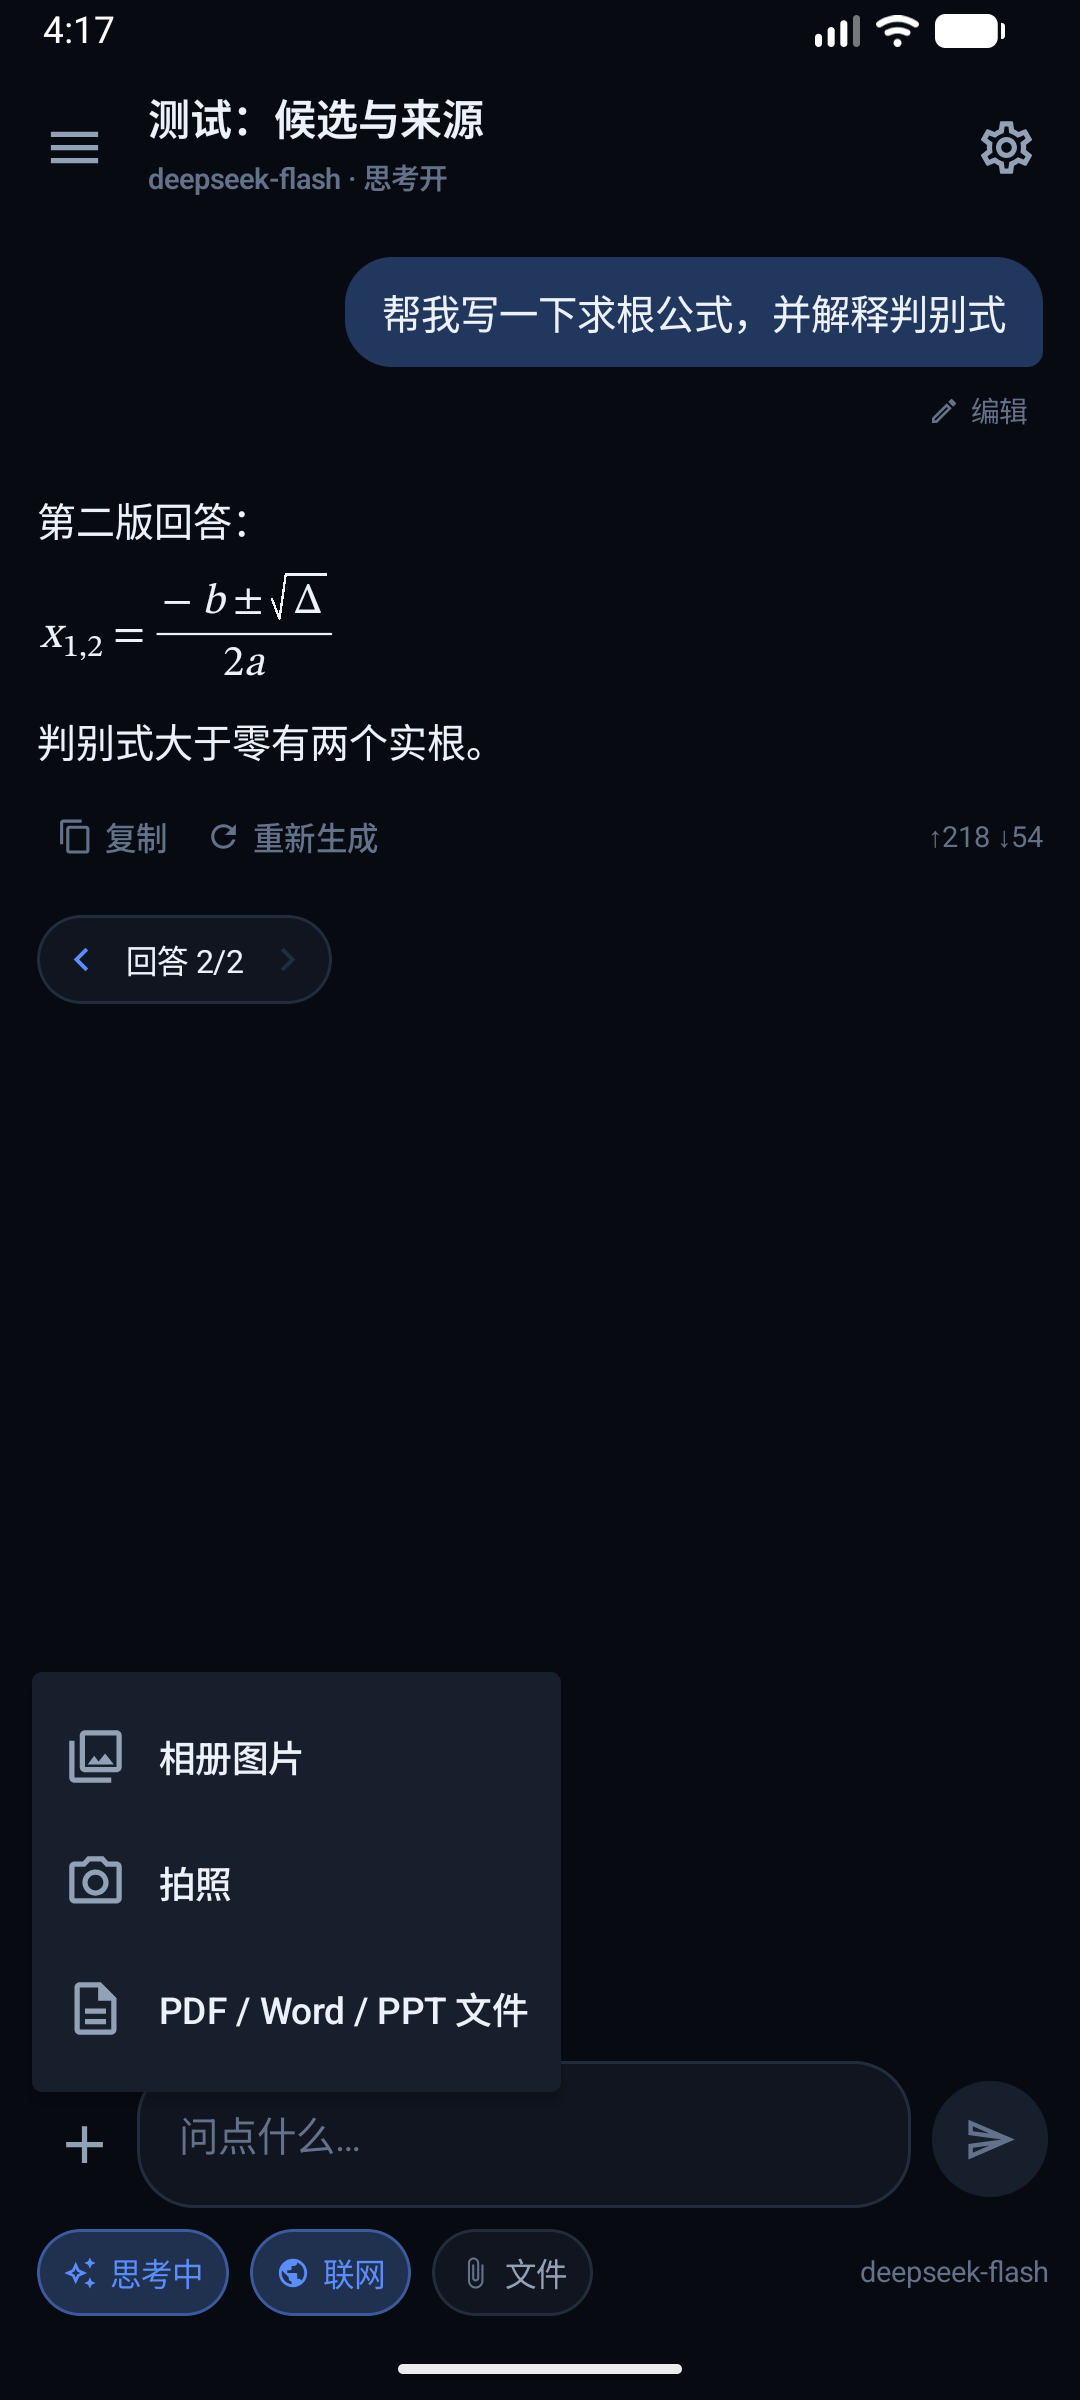 4:17
测试：候选与来源
deepseek-flash · 思考开
帮我写一下求根公式，并解释判别式
编辑
第二版回答：
x₁,₂ = (− b ± √Δ) / 2a
判别式大于零有两个实根。
复制 重新生成 ↑218 ↓54
回答 2/2
相册图片
拍照
PDF / Word / PPT 文件
问点什么...
思考中 联网 文件 deepseek-flash